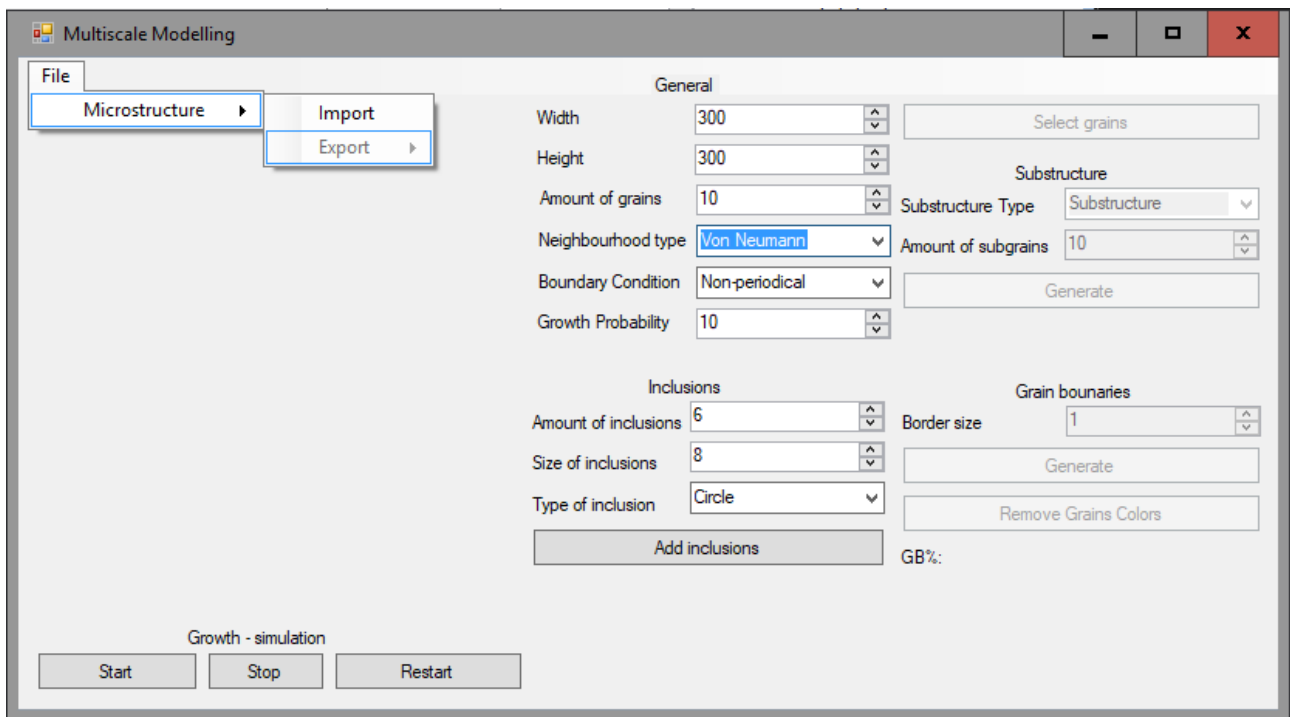 Multiscale Modelling
File
Microstructure
Import
Export
General
Width 300
Height 300
Amount of grains 10
Neighbourhood type Von Neumann
Boundary Condition Non-periodical
Growth Probability 10
Select grains
Substructure
Substructure Type Substructure
Amount of subgrains 10
Generate
Inclusions
Amount of inclusions 6
Size of inclusions 8
Type of inclusion Circle
Add inclusions
Grain bounaries
Border size 1
Generate
Remove Grains Colors
GB%:
Growth - simulation
Start Stop Restart